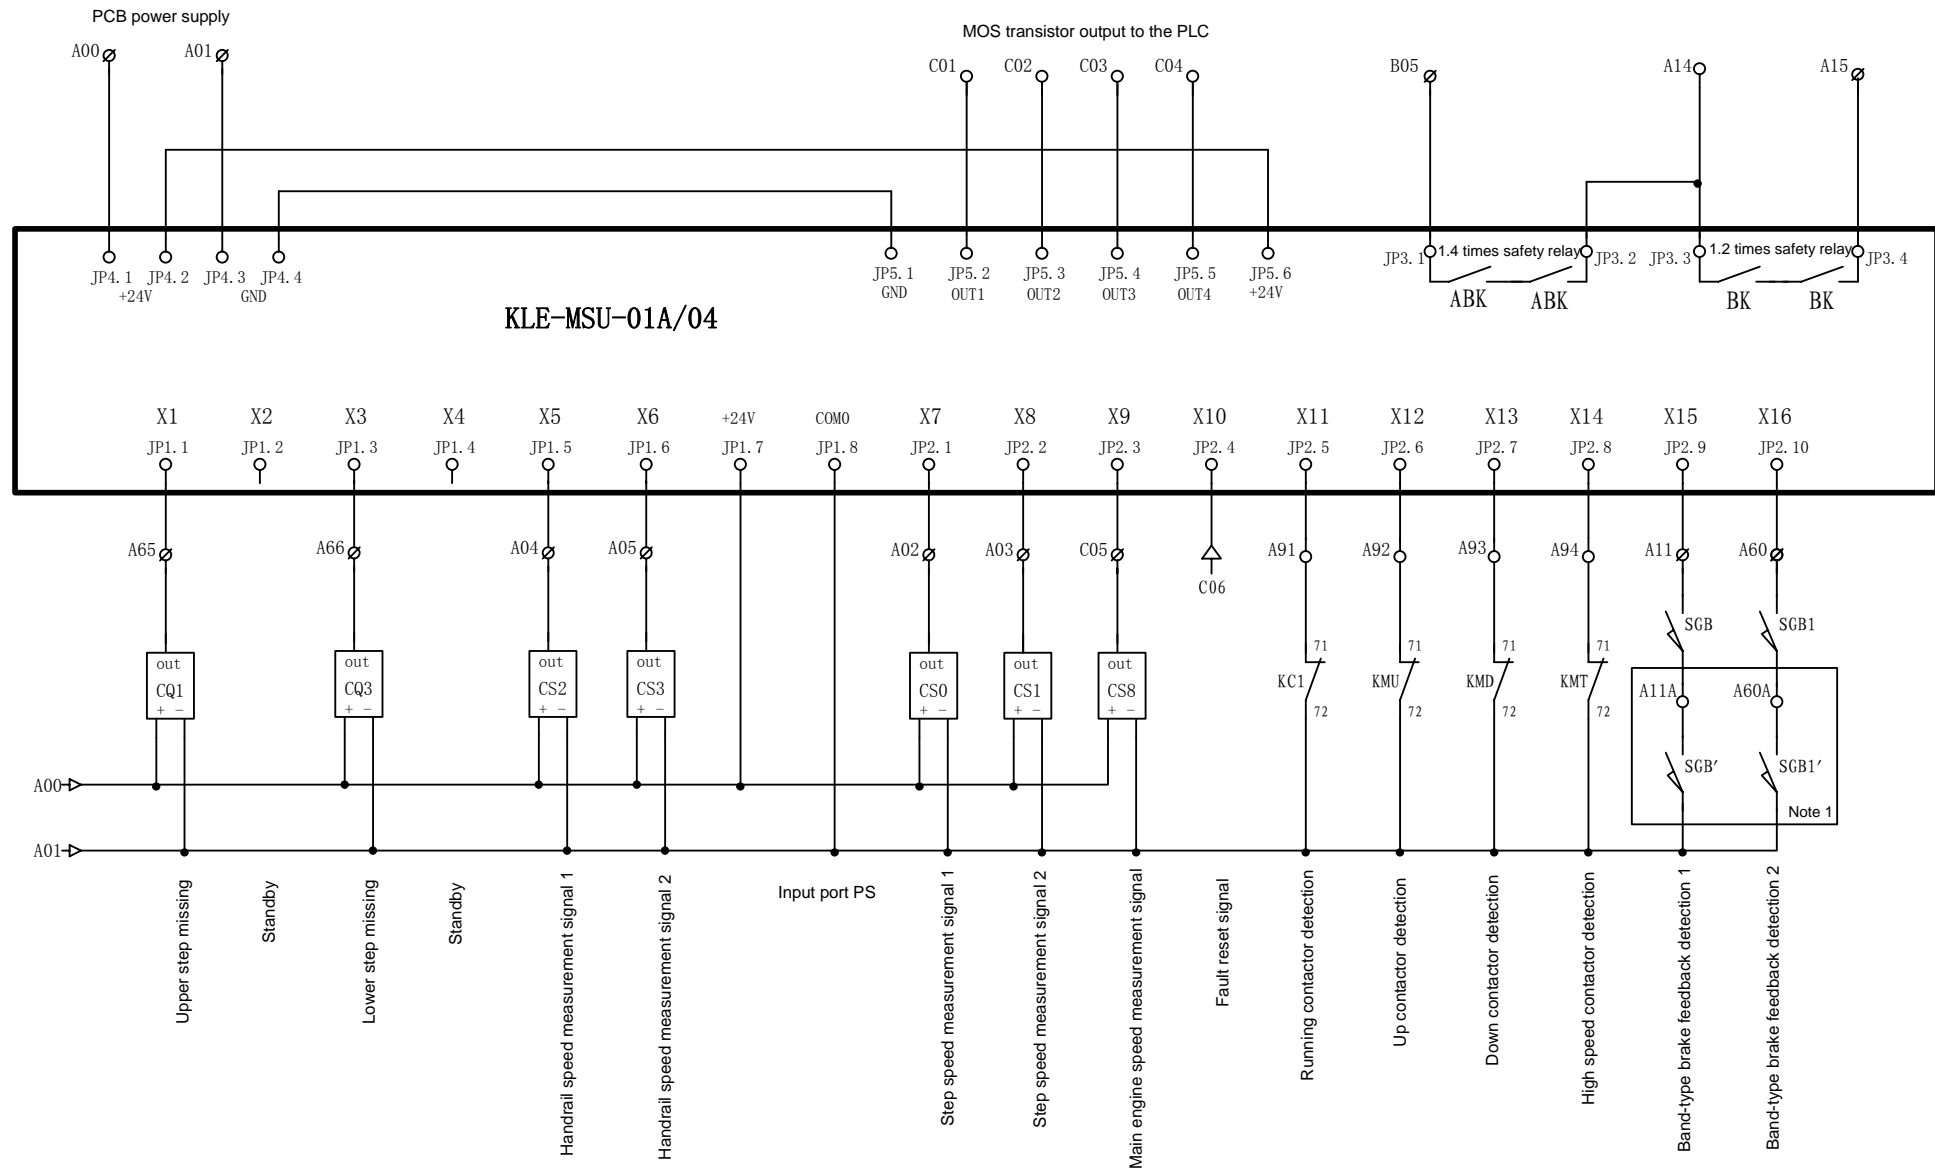 PCB power supply
MOS transistor output to the PLC
A00 A01 C01 C02 C03 C04 B05 A14 A15
JP4.1 JP4.2 JP4.3 JP4.4
+24V GND
JP5.1 JP5.2 JP5.3 JP5.4 JP5.5 JP5.6
GND OUT1 OUT2 OUT3 OUT4 +24V
JP3.1 1.4 times safety relay JP3.2 JP3.3 1.2 times safety relay JP3.4
ABK ABK BK BK
KLE-MSU-01A/04
X1 X2 X3 X4 X5 X6 +24V COM0 X7 X8 X9 X10 X11 X12 X13 X14 X15 X16
JP1.1 JP1.2 JP1.3 JP1.4 JP1.5 JP1.6 JP1.7 JP1.8 JP2.1 JP2.2 JP2.3 JP2.4 JP2.5 JP2.6 JP2.7 JP2.8 JP2.9 JP2.10
A65 A66 A04 A05 A02 A03 C05 A91 A92 A93 A94 A11 A60
C06
SGB SGB1
71 71 71 71
out out out out out out out
CQ1 CQ3 CS2 CS3 CS0 CS1 CS8 KC1 KMU KMD KMT
+ - + - + - + - + - + - + -
72 72 72 72
A11A A60A
SGB' SGB1'
Note 1
A00
A01
Upper step missing
Standby
Lower step missing
Standby
Handrail speed measurement signal 1
Handrail speed measurement signal 2
Input port PS
Step speed measurement signal 1
Step speed measurement signal 2
Main engine speed measurement signal
Fault reset signal
Running contactor detection
Up contactor detection
Down contactor detection
High speed contactor detection
Band-type brake feedback detection 1
Band-type brake feedback detection 2